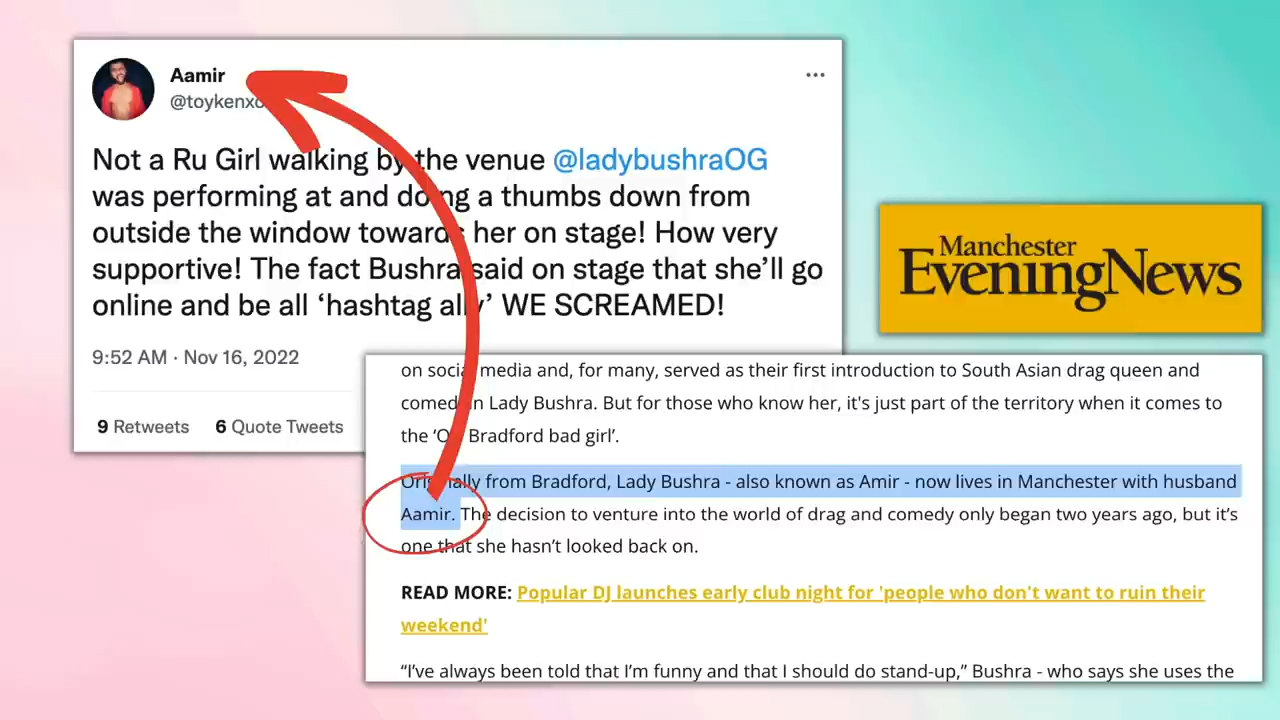 Aamir
@toykenxo
Not a Ru Girl walking by the venue @ladybushraOG
was performing at and doing a thumbs down from
outside the window towards her on stage! How very
supportive! The fact Bushra said on stage that she’ll go
online and be all ‘hashtag ally’ WE SCREAMED!
9:52 AM · Nov 16, 2022
9 Retweets 6 Quote Tweets
Manchester
Evening News
on social media and, for many, served as their first introduction to South Asian drag queen and
comedian Lady Bushra. But for those who know her, it's just part of the territory when it comes to
the ‘OG Bradford bad girl’.
Originally from Bradford, Lady Bushra - also known as Amir - now lives in Manchester with husband
Aamir. The decision to venture into the world of drag and comedy only began two years ago, but it’s
one that she hasn’t looked back on.
READ MORE: Popular DJ launches early club night for 'people who don't want to ruin their
weekend'
“I’ve always been told that I’m funny and that I should do stand-up,” Bushra - who says she uses the